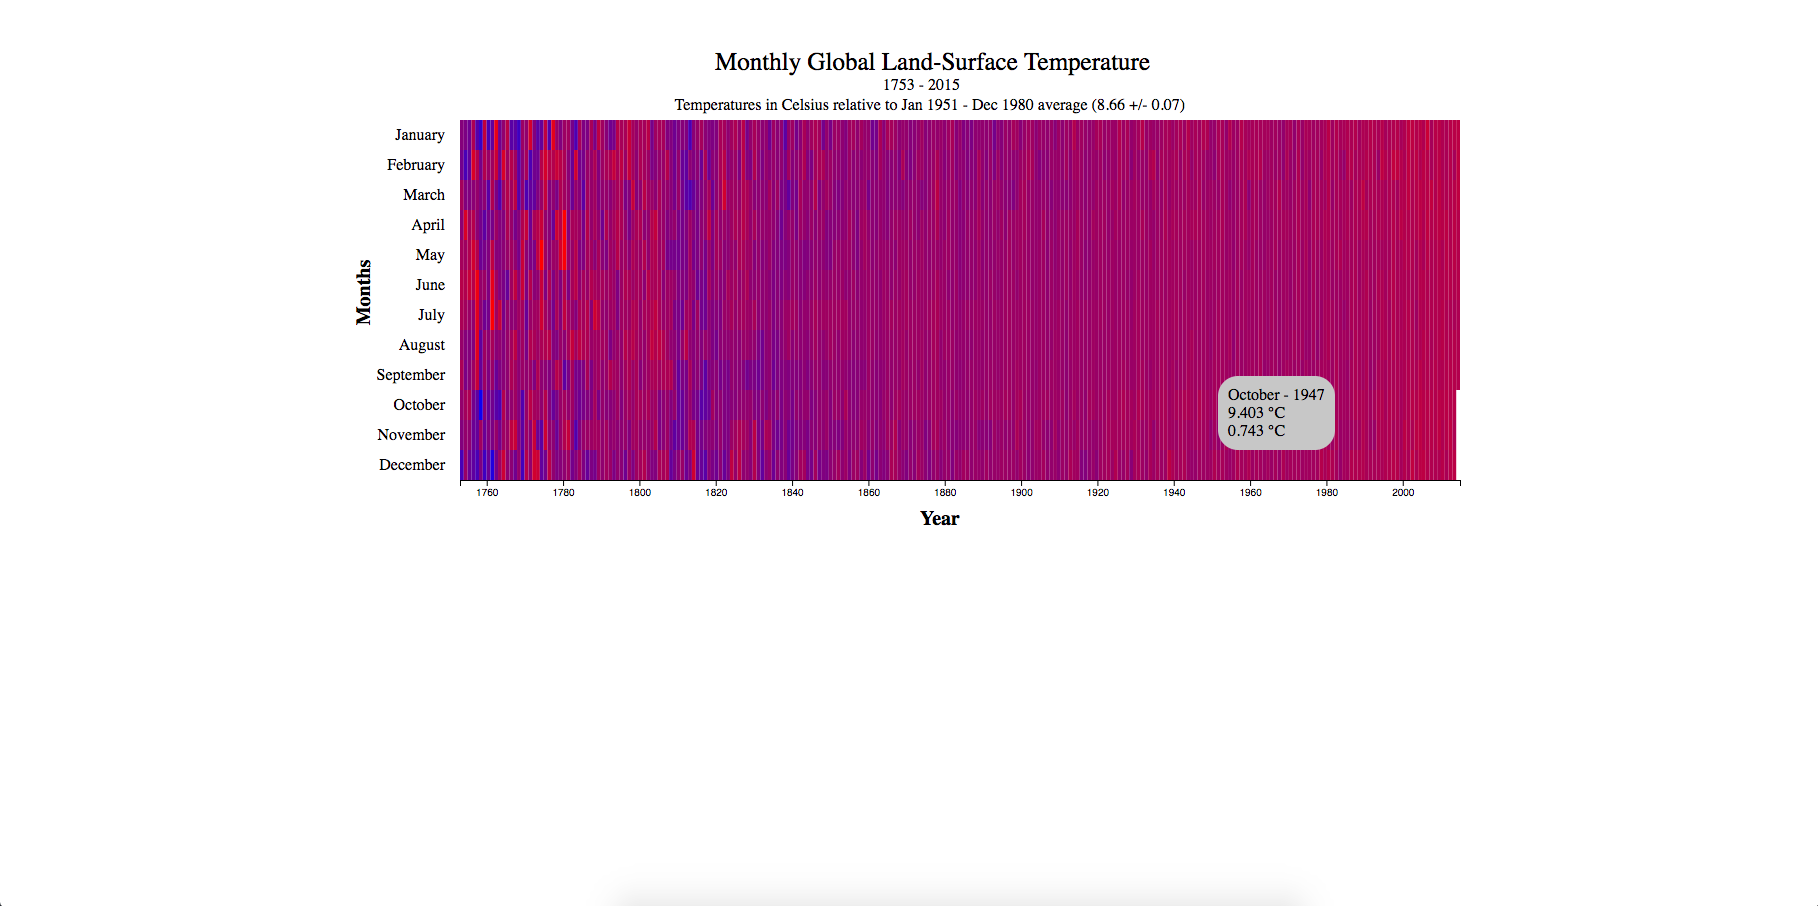 Monthly Global Land-Surface Temperature
1753 - 2015
Temperatures in Celsius relative to Jan 1951 - Dec 1980 average (8.66 +/- 0.07)
January
February
March
April
May
June
July
August
September
October
November
December
Months
October - 1947
9.403 °C
0.743 °C
1760 1780 1800 1820 1840 1860 1880 1900 1920 1940 1960 1980 2000
Year